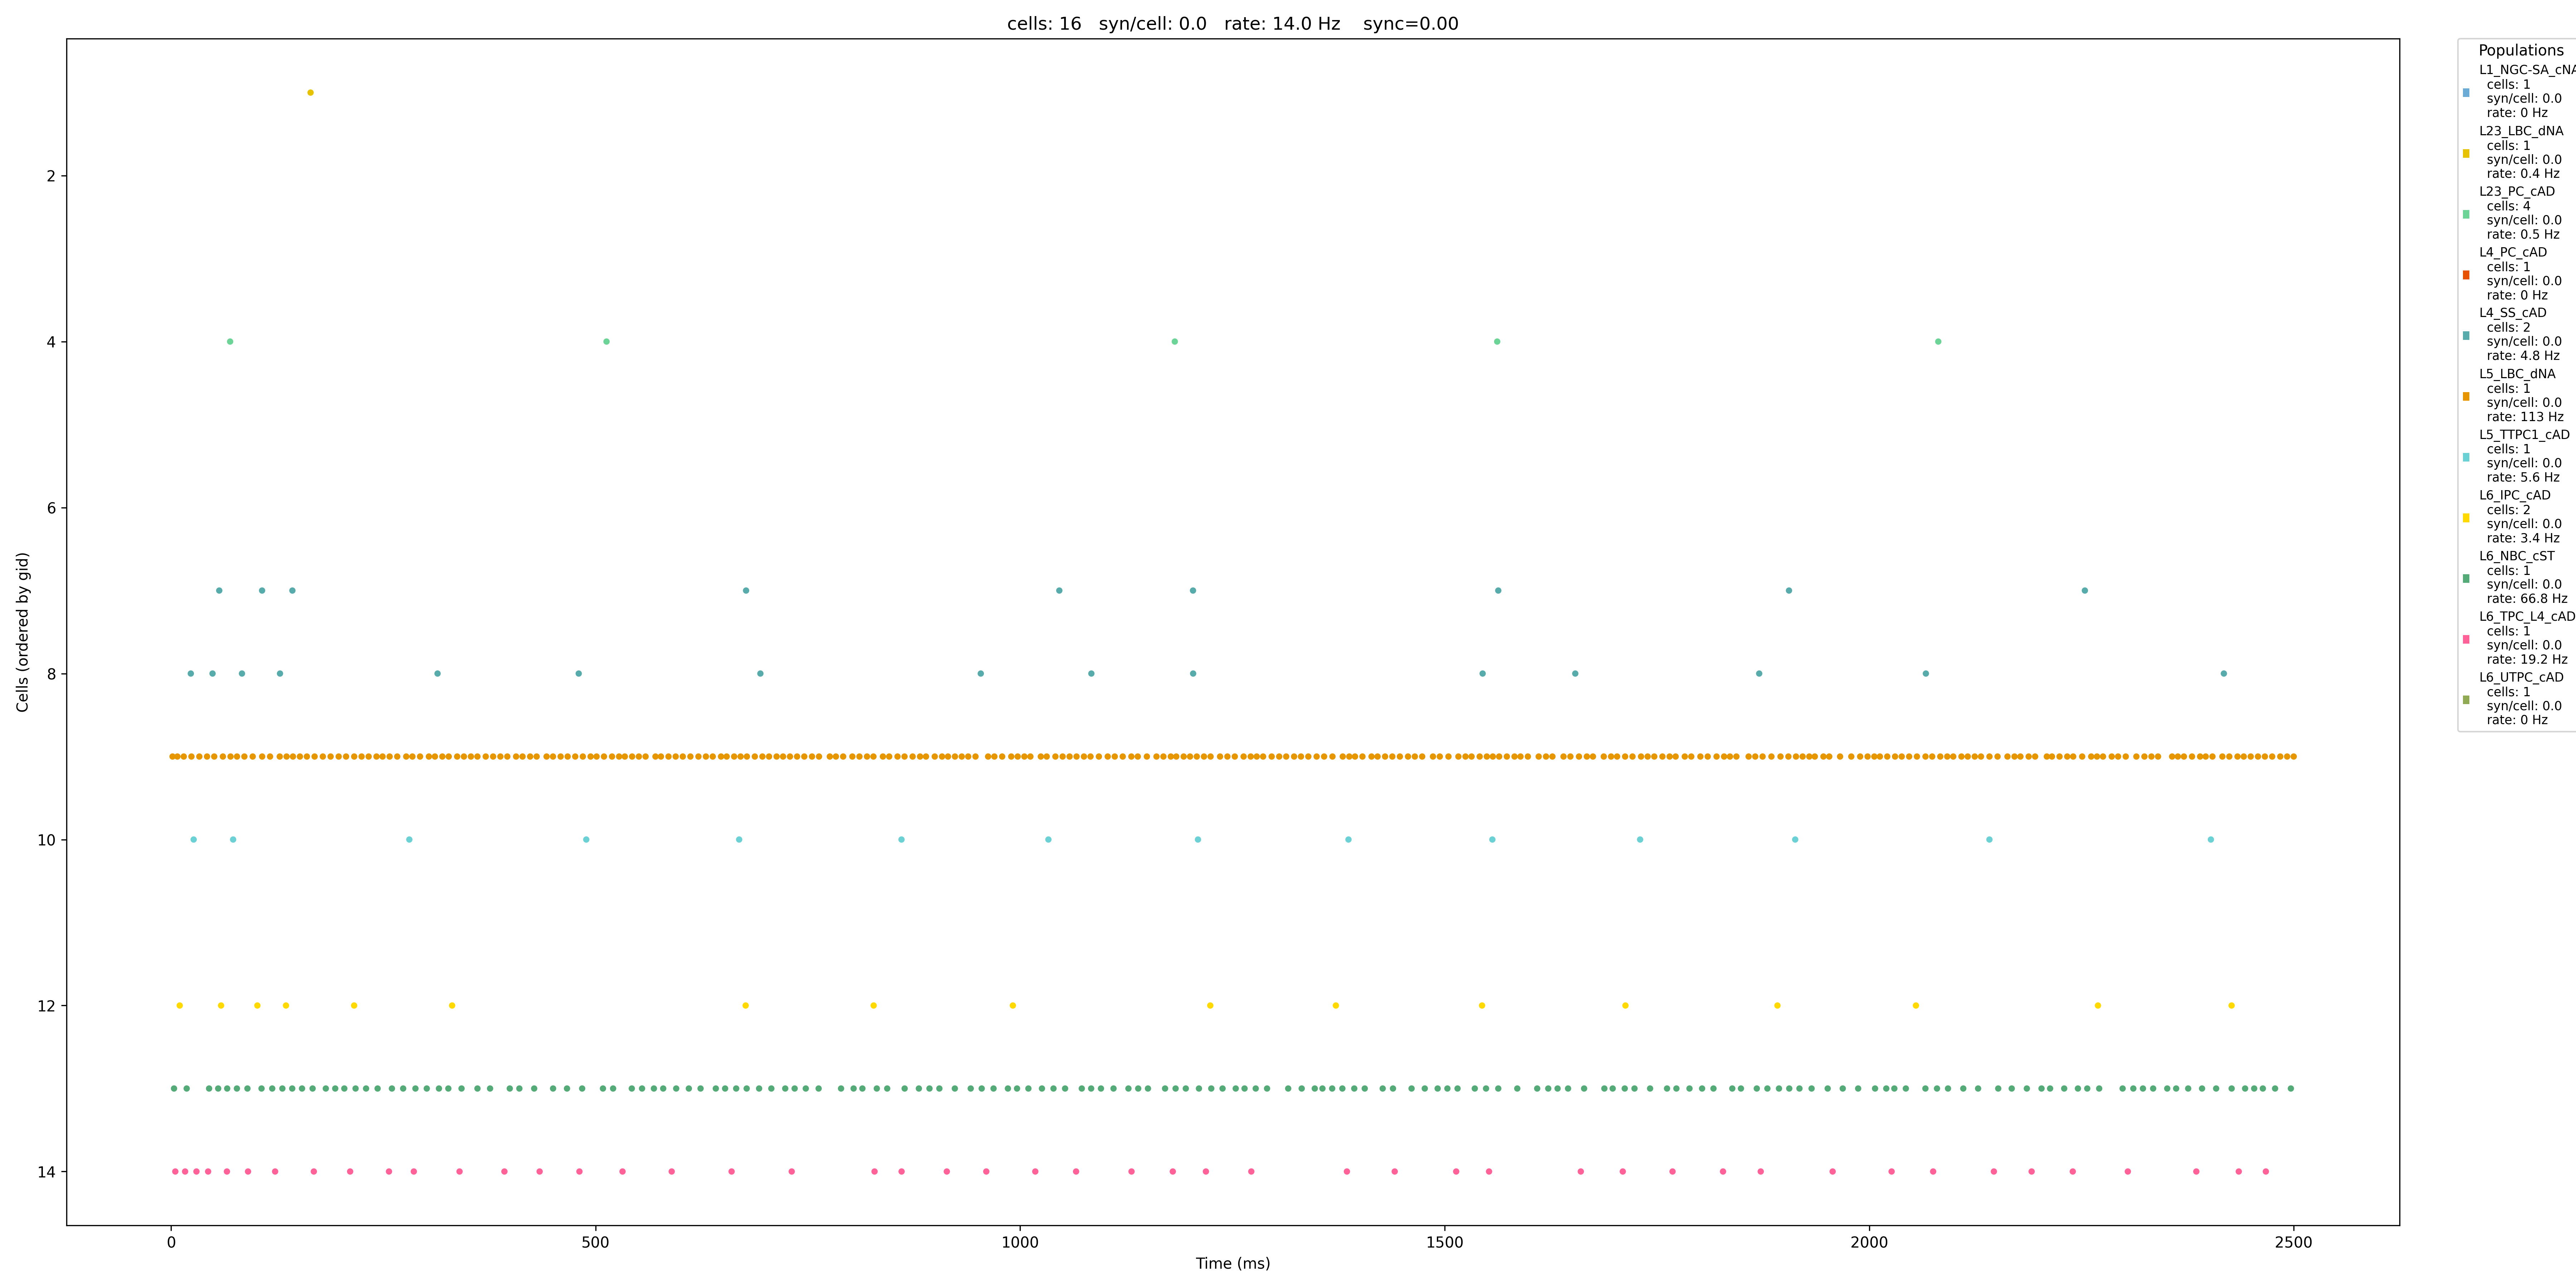 cells: 16   syn/cell: 0.0   rate: 14.0 Hz    sync=0.00
Populations
L1_NGC-SA_cNA
cells: 1
syn/cell: 0.0
rate: 0 Hz
L23_LBC_dNA
cells: 1
syn/cell: 0.0
rate: 0.4 Hz
L23_PC_cAD
cells: 4
syn/cell: 0.0
rate: 0.5 Hz
L4_PC_cAD
cells: 1
syn/cell: 0.0
rate: 0 Hz
L4_SS_cAD
cells: 2
syn/cell: 0.0
rate: 4.8 Hz
L5_LBC_dNA
cells: 1
syn/cell: 0.0
rate: 113 Hz
L5_TTPC1_cAD
cells: 1
syn/cell: 0.0
rate: 5.6 Hz
L6_IPC_cAD
cells: 2
syn/cell: 0.0
rate: 3.4 Hz
L6_NBC_cST
cells: 1
syn/cell: 0.0
rate: 66.8 Hz
L6_TPC_L4_cAD
cells: 1
syn/cell: 0.0
rate: 19.2 Hz
L6_UTPC_cAD
cells: 1
syn/cell: 0.0
rate: 0 Hz
Cells (ordered by gid)
2
4
6
8
10
12
14
0
500
1000
1500
2000
2500
Time (ms)